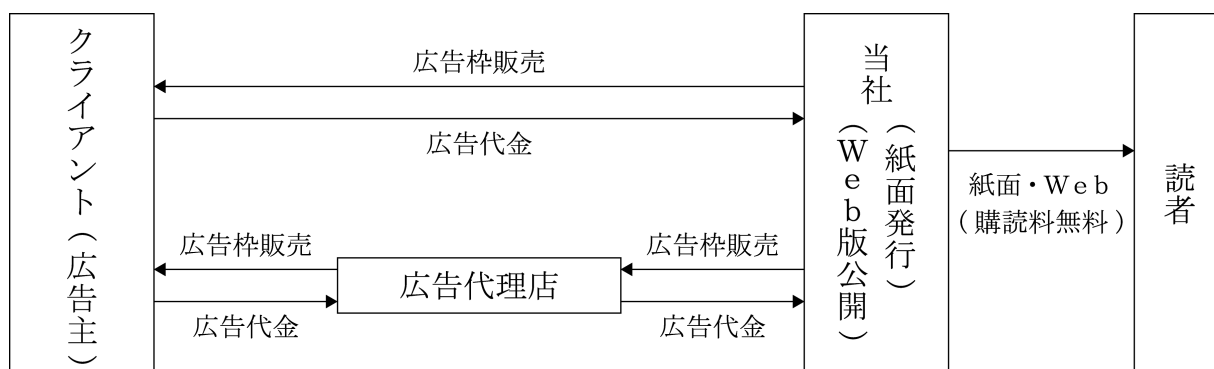 クライアント（広告主）
広告枠販売
広告代金
広告枠販売
広告代金
広告代理店
広告枠販売
広告代金
当社
（紙面発行）
（Ｗｅｂ版公開）
紙面・Ｗｅｂ
(購読料無料)
読者